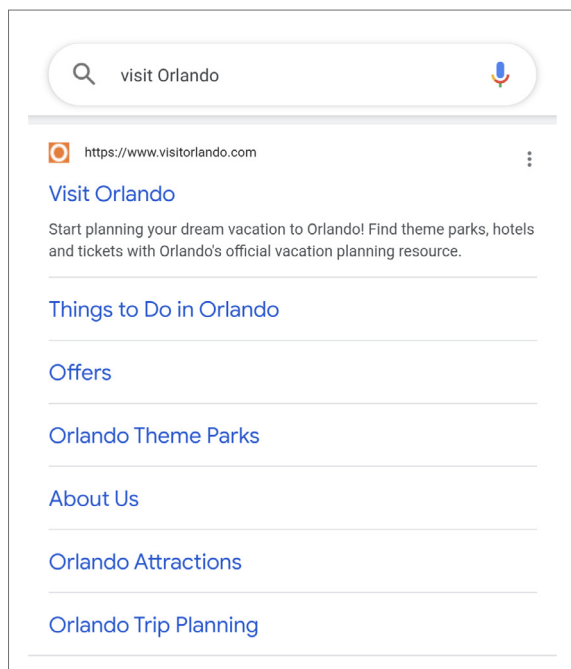 visit Orlando
https://www.visitorlando.com
Visit Orlando
Start planning your dream vacation to Orlando! Find theme parks, hotels
and tickets with Orlando's official vacation planning resource.
Things to Do in Orlando
Offers
Orlando Theme Parks
About Us
Orlando Attractions
Orlando Trip Planning